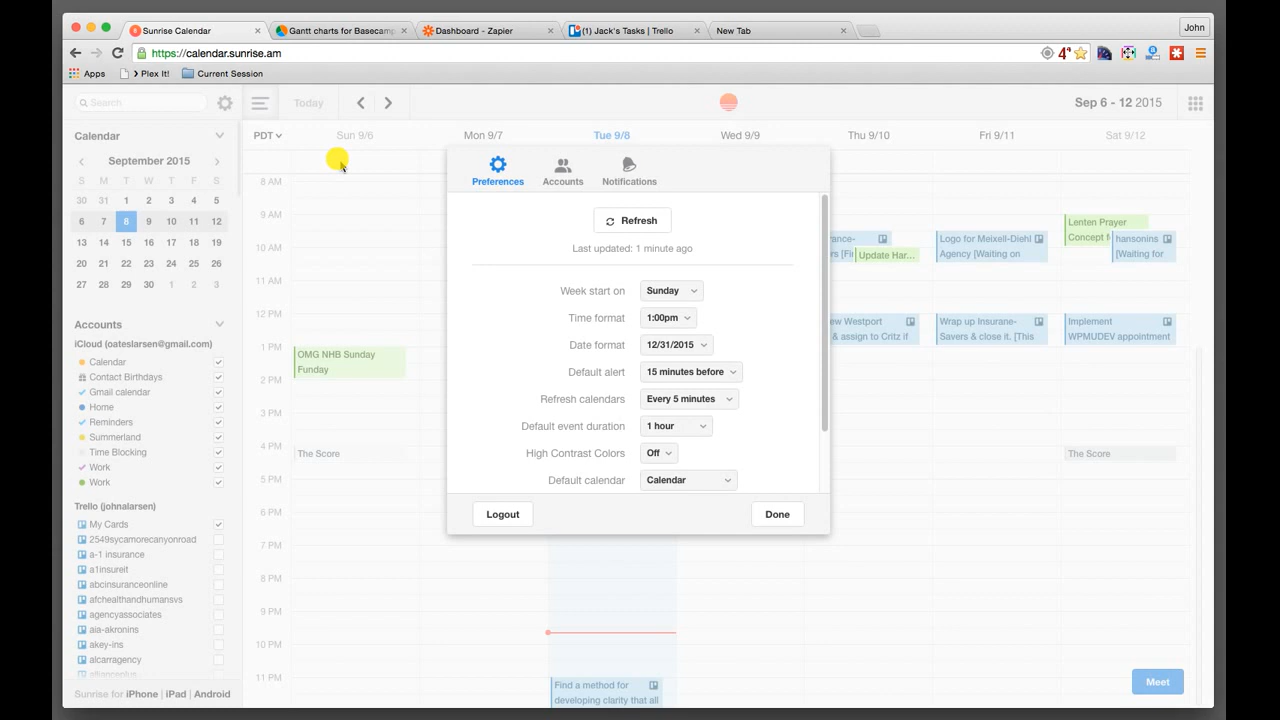 Sunrise Calendar
Gantt charts for Basecamp
Dashboard - Zapier
(1) Jack's Tasks | Trello
New Tab
John
https://calendar.sunrise.am
Apps
> Plex It!
Current Session
Search
Today
Sep 6 - 12 2015
Calendar
September 2015
S M T W T F S
30 31 1 2 3 4 5
6 7 8 9 10 11 12
13 14 15 16 17 18 19
20 21 22 23 24 25 26
27 28 29 30 1 2 3
Accounts
iCloud (oateslarsen@gmail.com)
Calendar
Contact Birthdays
Gmail calendar
Home
Reminders
Summerland
Time Blocking
Work
Work
Trello (johnalarsen)
My Cards
2549sycamorecanyonroad
a-1 insurance
a1insureit
abcinsuranceonline
afchealthandhumansvs
agencyassociates
aia-akronins
akey-ins
alcarragency
allianceplus
Sunrise for iPhone | iPad | Android
PDT
Sun 9/6
Mon 9/7
Tue 9/8
Wed 9/9
Thu 9/10
Fri 9/11
Sat 9/12
8 AM
9 AM
10 AM
11 AM
12 PM
1 PM
2 PM
3 PM
4 PM
5 PM
6 PM
7 PM
8 PM
9 PM
10 PM
11 PM
OMG NHB Sunday
Funday
The Score
Preferences
Accounts
Notifications
Refresh
Last updated: 1 minute ago
Week start on Sunday
Time format 1:00pm
Date format 12/31/2015
Default alert 15 minutes before
Refresh calendars Every 5 minutes
Default event duration 1 hour
High Contrast Colors Off
Default calendar Calendar
Logout
Done
Update Har...
Westport
& assign to Critz if
Logo for Meixell-Diehl
Agency [Waiting on
Wrap up Insurane-
Savers & close it. [This
Lenten Prayer
Concept
hansonins
[Waiting for
Implement
WPMUDEV appointment
The Score
Find a method for
developing clarity that all
Meet